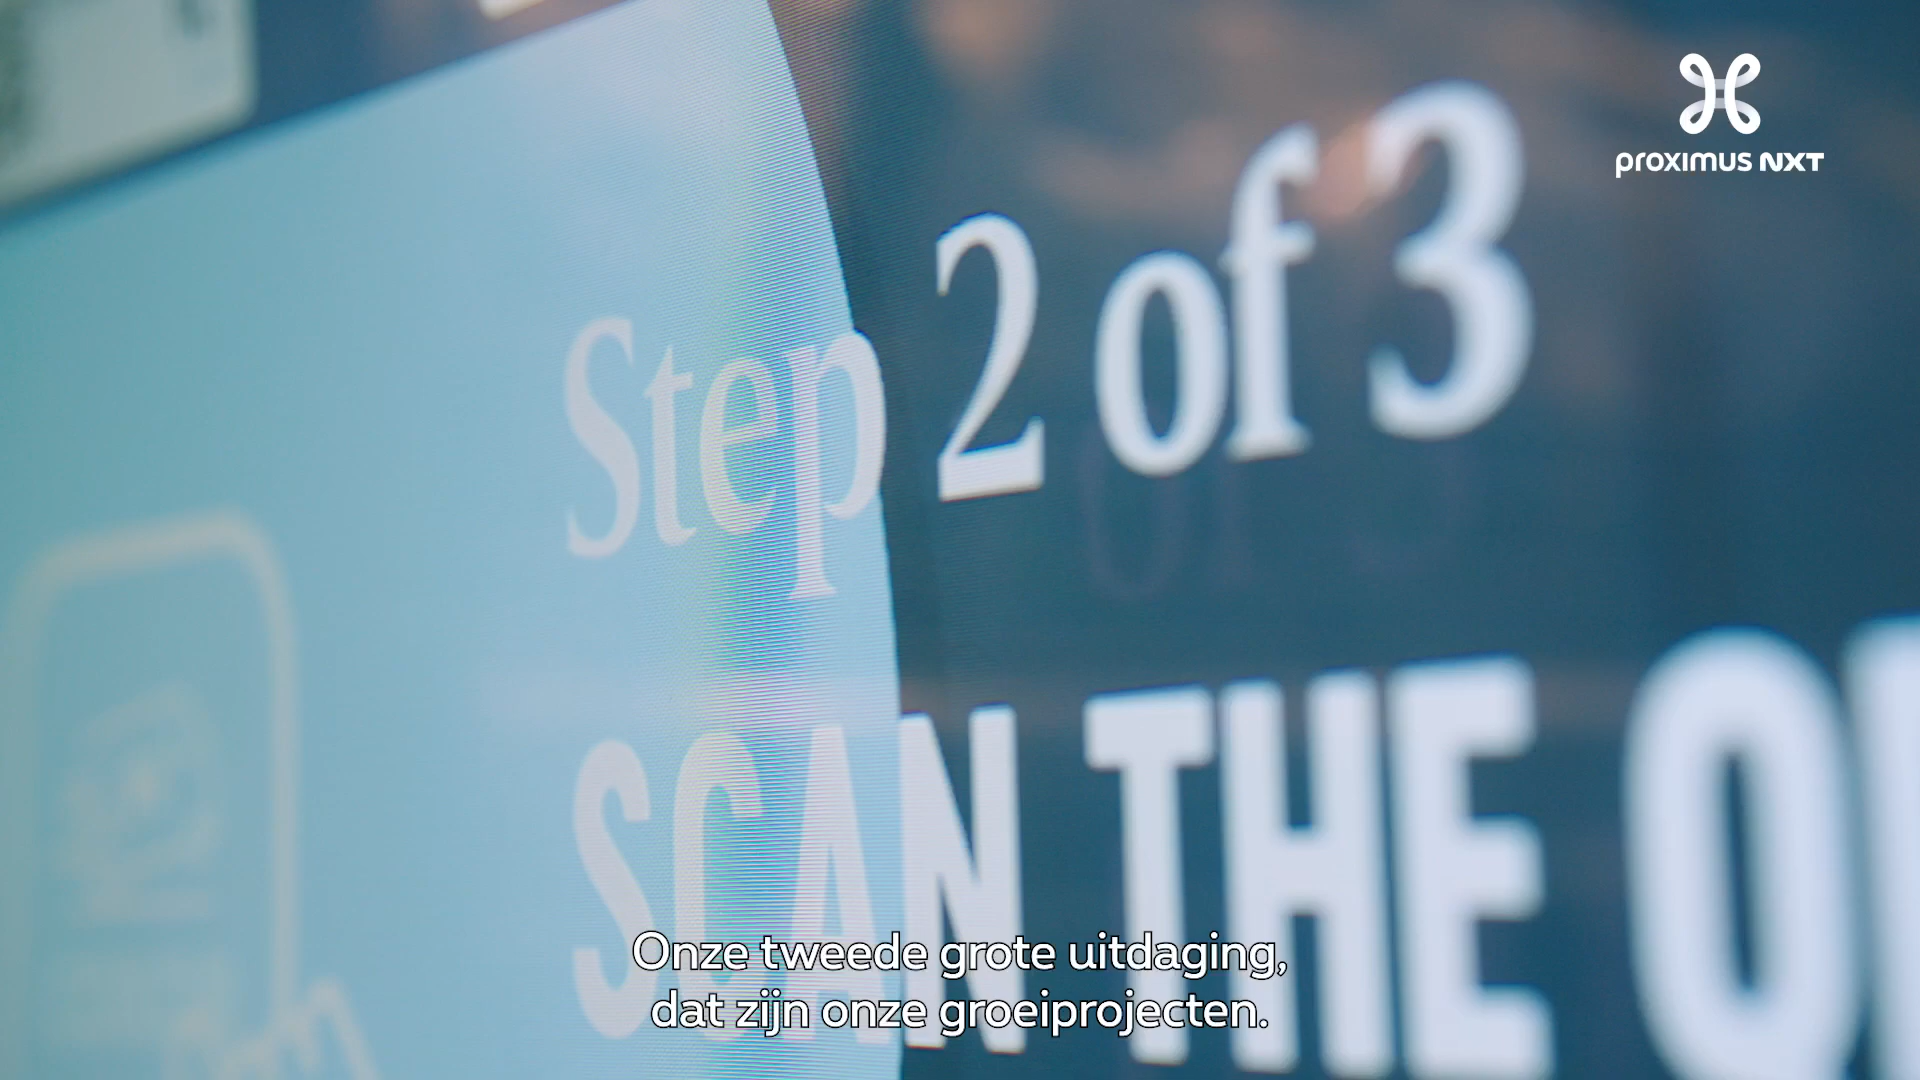 proximus NXT
Step 2 of 3
SCAN THE
Onze tweede grote uitdaging,
dat zijn onze groeiprojecten.